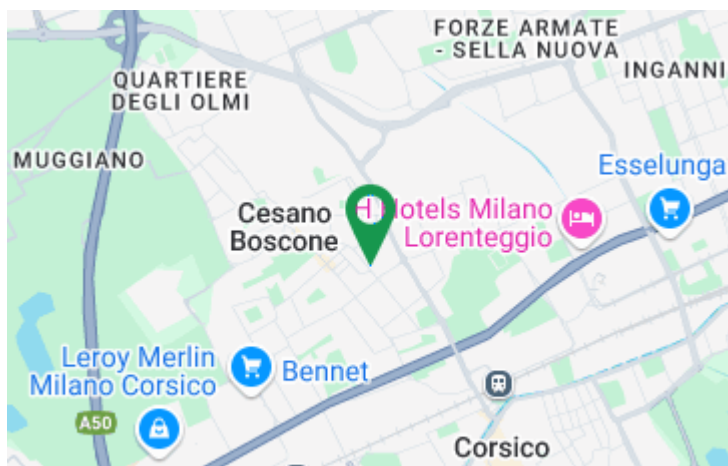 FORZE ARMATE
- SELLA NUOVA
INGANNI
QUARTIERE
DEGLI OLMI
MUGGIANO
Esselunga
Cesano
Boscone
H Hotels Milano
Lorenteggio
Leroy Merlin
Milano Corsico
Bennet
A50
Corsico